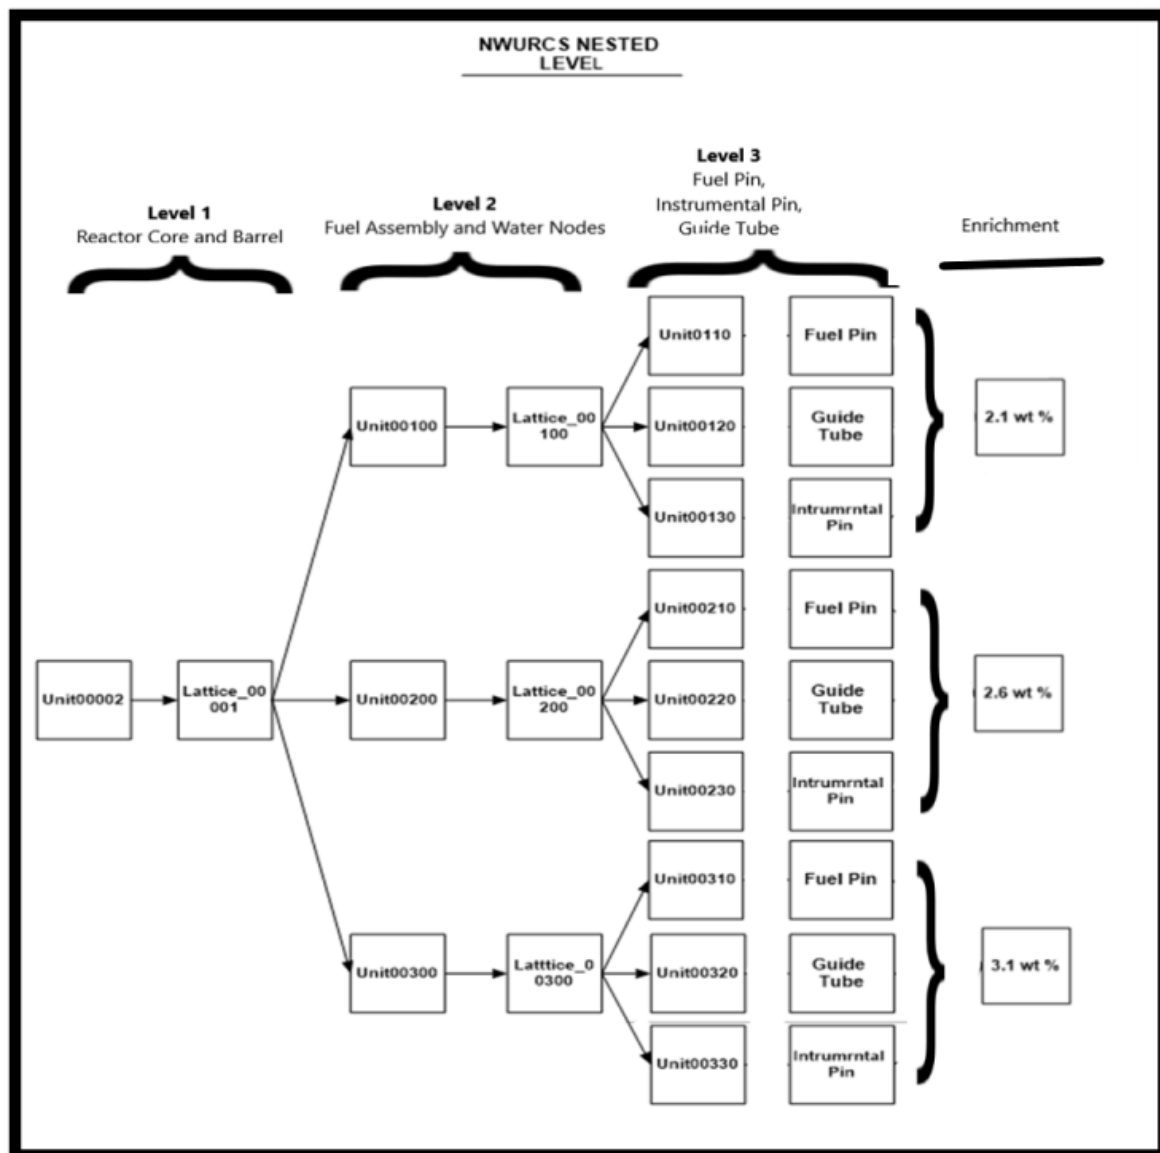 NWURCS NESTED
LEVEL
Level 1
Reactor Core and Barrel
Level 2
Fuel Assembly and Water Nodes
Level 3
Fuel Pin,
Instrumental Pin,
Guide Tube
Enrichment
Unit0110
Fuel Pin
Unit00100
Lattice_00
100
Unit00120
Guide
Tube
2.1 wt %
Unit00130
Intrumrntal
Pin
Unit00210
Fuel Pin
Unit00002
Lattice_00
001
Unit00200
Lattice_00
200
Unit00220
Guide
Tube
2.6 wt %
Unit00230
Intrumrntal
Pin
Unit00310
Fuel Pin
Unit00300
Latttice_0
0300
Unit00320
Guide
Tube
3.1 wt %
Unit00330
Intrumrntal
Pin